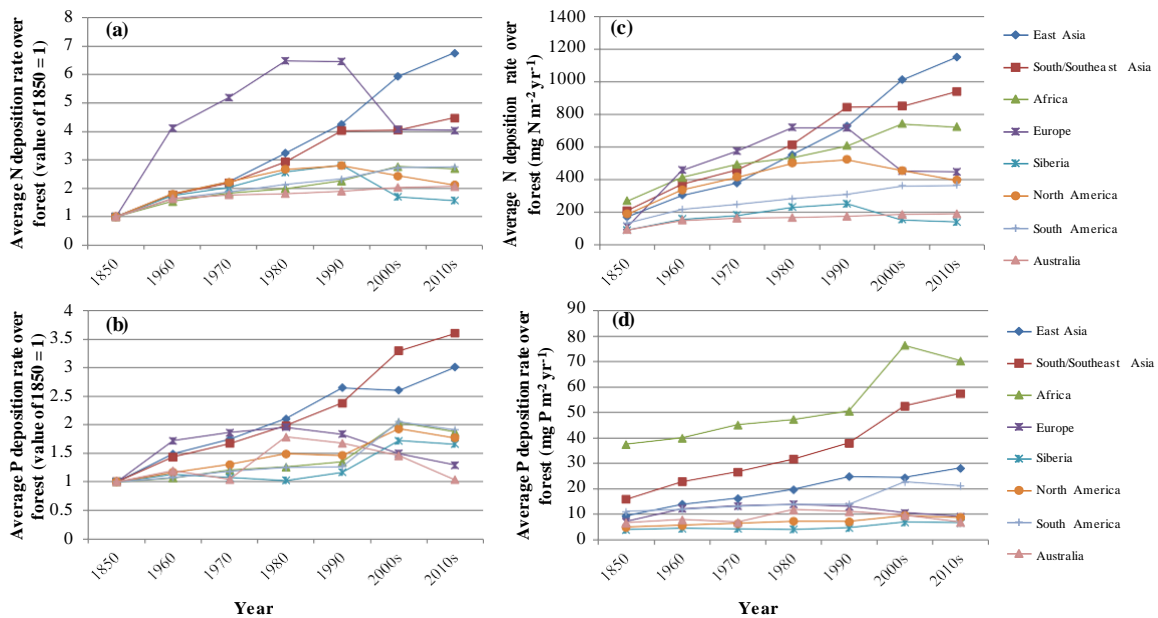 (a)
Average N deposition rate over
forest (value of 1850 = 1)
8
7
6
5
4
3
2
1
0
1850
1960
1970
1980
1990
2000s
2010s
(c)
Average N deposition rate over
forest (mg N m-2 yr-1)
1400
1200
1000
800
600
400
200
0
1850
1960
1970
1980
1990
2000s
2010s
East Asia
South/Southeast Asia
Africa
Europe
Siberia
North America
South America
Australia
(b)
Average P deposition rate over
forest (value of 1850 = 1)
4
3.5
3
2.5
2
1.5
1
0.5
0
1850
1960
1970
1980
1990
2000s
2010s
Year
(d)
Average P deposition rate over
forest (mg P m-2 yr-1)
90
80
70
60
50
40
30
20
10
0
1850
1960
1970
1980
1990
2000s
2010s
Year
East Asia
South/Southeast Asia
Africa
Europe
Siberia
North America
South America
Australia